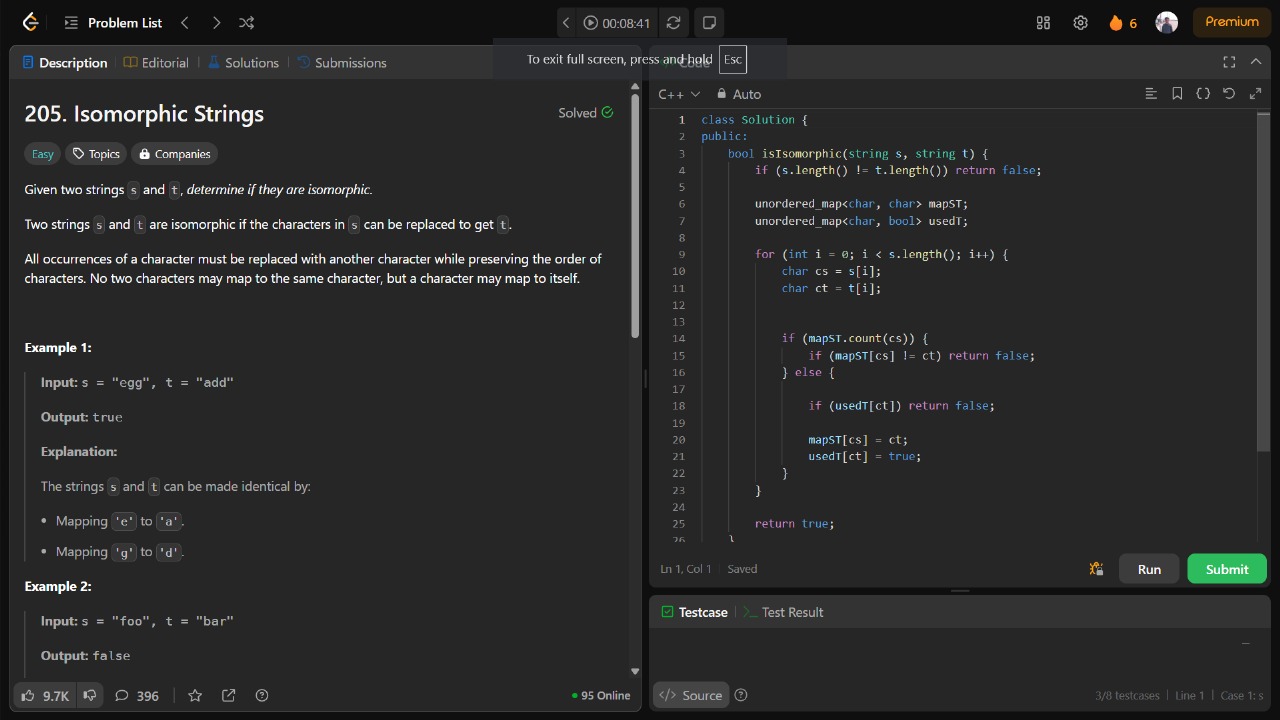 Problem List
00:08:41
6
Premium
To exit full screen, press and hold Esc
Description
Editorial
Solutions
Submissions
Code
205. Isomorphic Strings
Solved
Easy
Topics
Companies
Given two strings s and t, determine if they are isomorphic.
Two strings s and t are isomorphic if the characters in s can be replaced to get t.
All occurrences of a character must be replaced with another character while preserving the order of
characters. No two characters may map to the same character, but a character may map to itself.
Example 1:
Input: s = "egg", t = "add"
Output: true
Explanation:
The strings s and t can be made identical by:
• Mapping 'e' to 'a'.
• Mapping 'g' to 'd'.
Example 2:
Input: s = "foo", t = "bar"
Output: false
9.7K
396
95 Online
C++
Auto
1 class Solution {
2 public:
3 bool isIsomorphic(string s, string t) {
4 if (s.length() != t.length()) return false;
5
6 unordered_map<char, char> mapST;
7 unordered_map<char, bool> usedT;
8
9 for (int i = 0; i < s.length(); i++) {
10 char cs = s[i];
11 char ct = t[i];
12
13
14 if (mapST.count(cs)) {
15 if (mapST[cs] != ct) return false;
16 } else {
17
18 if (usedT[ct]) return false;
19
20 mapST[cs] = ct;
21 usedT[ct] = true;
22 }
23 }
24
25 return true;
26 }
Ln 1, Col 1
Saved
Run
Submit
Testcase
Test Result
Source
3/8 testcases
Line 1
Case 1: s